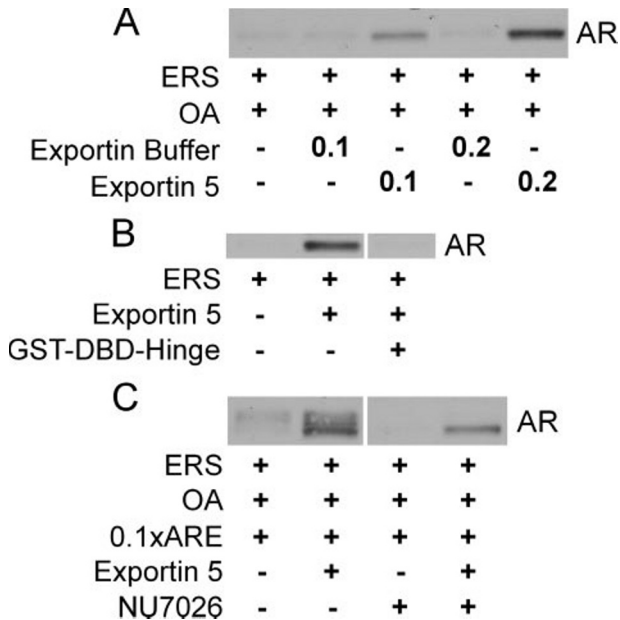 A
AR
ERS + + + + +
OA + + + + +
Exportin Buffer - 0.1 - 0.2 -
Exportin 5 - - 0.1 - 0.2
B
AR
ERS + + +
Exportin 5 - + +
GST-DBD-Hinge - - +
C
AR
ERS + + + +
OA + + + +
0.1xARE + + + +
Exportin 5 - + - +
NU7026 - - + +